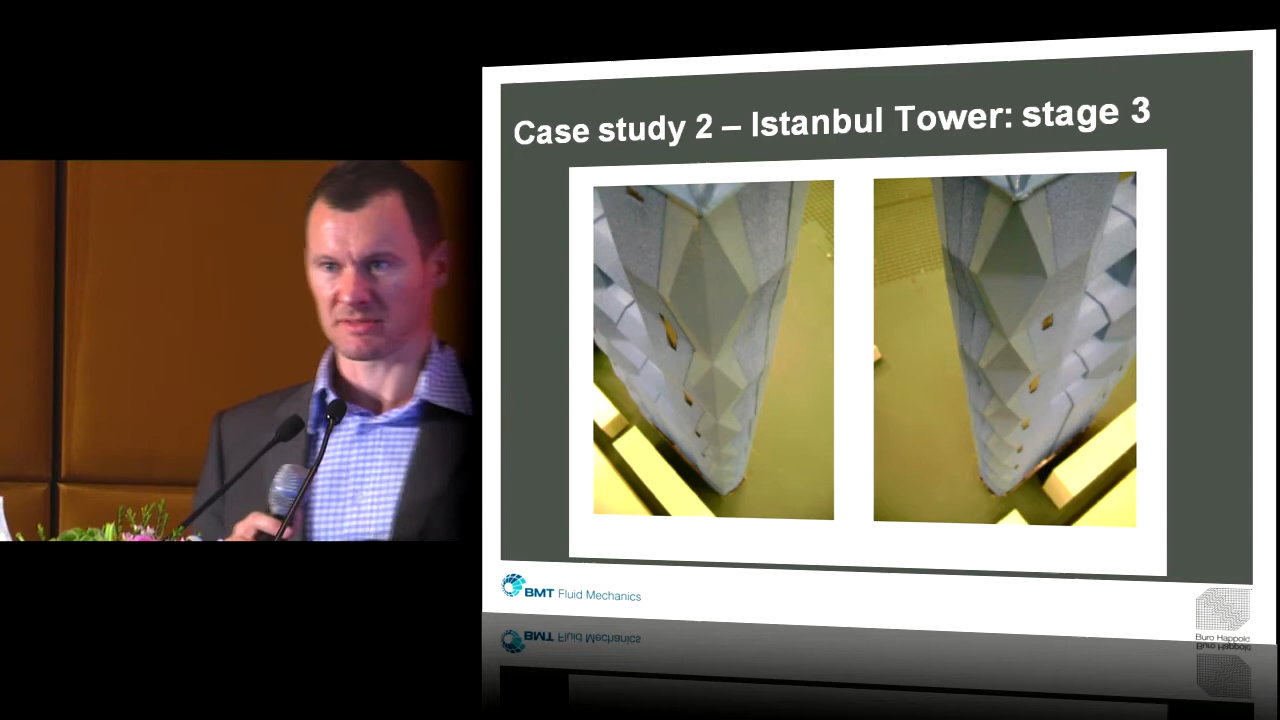 Case study 2 – Istanbul Tower: stage 3
BMT Fluid Mechanics
Buro Happold